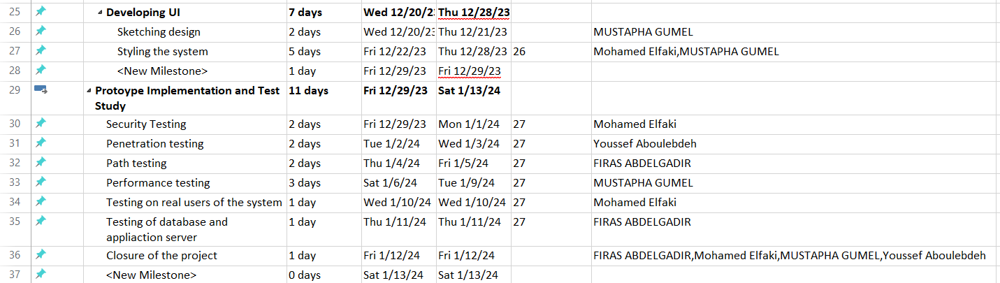 25 Developing UI 7 days Wed 12/20/23 Thu 12/28/23
26 Sketching design 2 days Wed 12/20/23 Thu 12/21/23 MUSTAPHA GUMEL
27 Styling the system 5 days Fri 12/22/23 Thu 12/28/23 26 Mohamed Elfaki,MUSTAPHA GUMEL
28 <New Milestone> 1 day Fri 12/29/23 Fri 12/29/23
29 Protoype Implementation and Test 11 days Fri 12/29/23 Sat 1/13/24
Study
30 Security Testing 2 days Fri 12/29/23 Mon 1/1/24 27 Mohamed Elfaki
31 Penetration testing 2 days Tue 1/2/24 Wed 1/3/24 27 Youssef Aboulebdeh
32 Path testing 2 days Thu 1/4/24 Fri 1/5/24 27 FIRAS ABDELGADIR
33 Performance testing 3 days Sat 1/6/24 Tue 1/9/24 27 MUSTAPHA GUMEL
34 Testing on real users of the system 1 day Wed 1/10/24 Wed 1/10/24 27 Mohamed Elfaki
35 Testing of database and 1 day Thu 1/11/24 Thu 1/11/24 27 FIRAS ABDELGADIR
appliaction server
36 Closure of the project 1 day Fri 1/12/24 Fri 1/12/24 FIRAS ABDELGADIR,Mohamed Elfaki,MUSTAPHA GUMEL,Youssef Aboulebdeh
37 <New Milestone> 0 days Sat 1/13/24 Sat 1/13/24